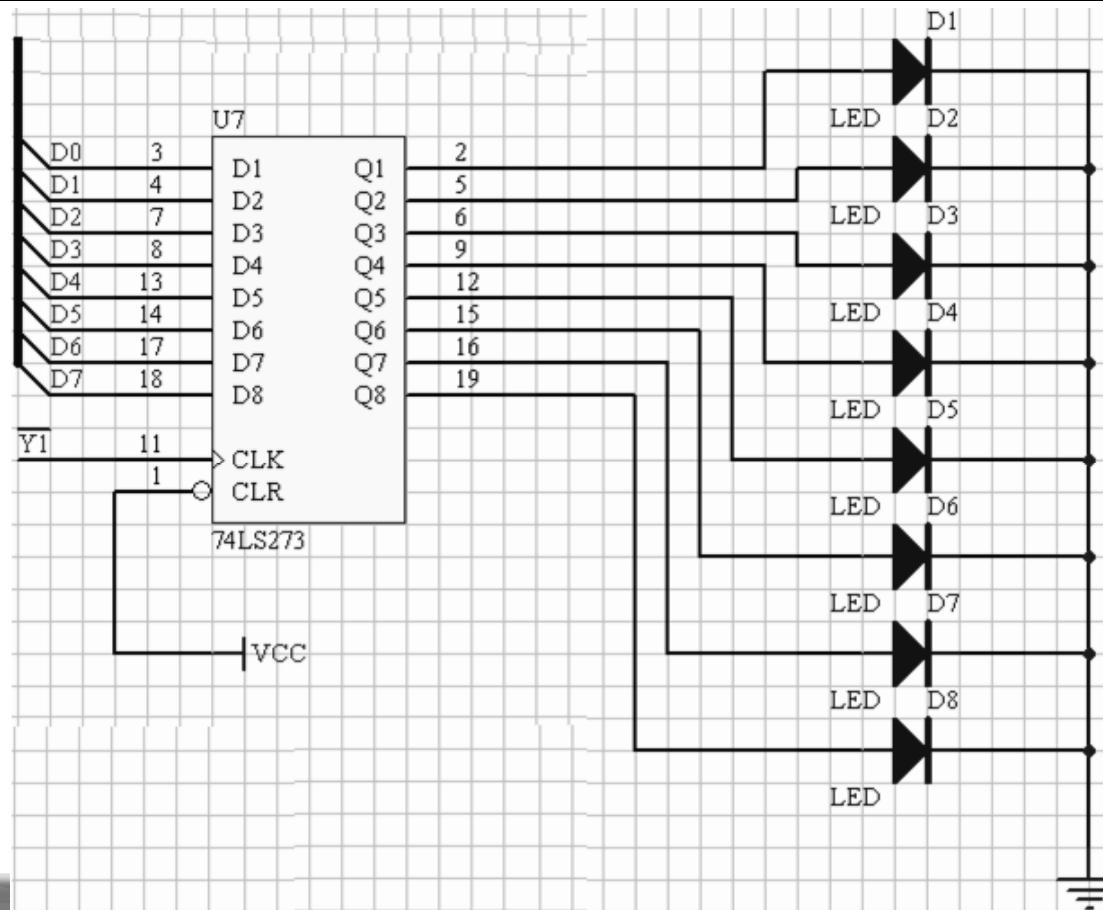 D1
LED D2
U7
D0 3 D1 Q1 2
D1 4 D2 Q2 5
LED D3
D2 7 D3 Q3 6
D3 8 D4 Q4 9
D4 13 D5 Q5 12
LED D4
D5 14 D6 Q6 15
D6 17 D7 Q7 16
D7 18 D8 Q8 19
LED D5
Y1 11 CLK
1 CLR
LED D6
74LS273
LED D7
VCC
LED D8
LED